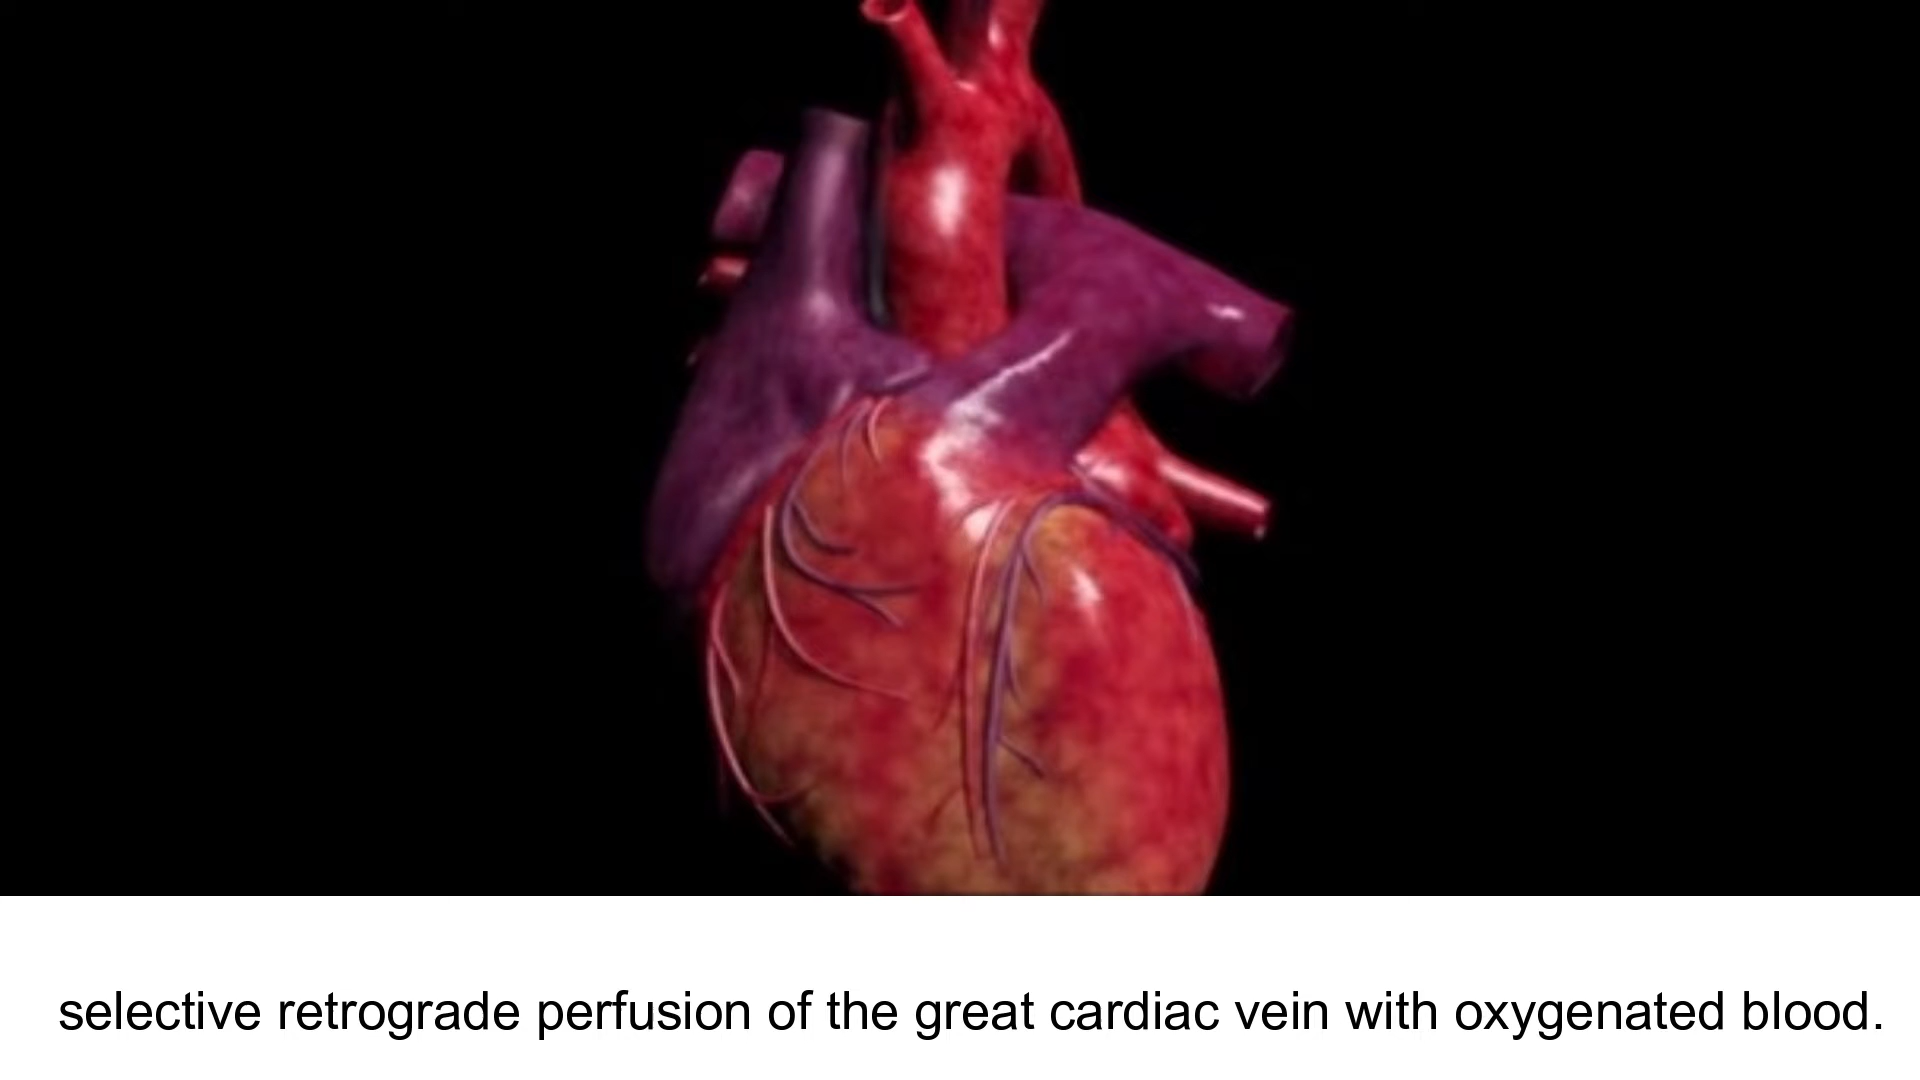 selective retrograde perfusion of the great cardiac vein with oxygenated blood.